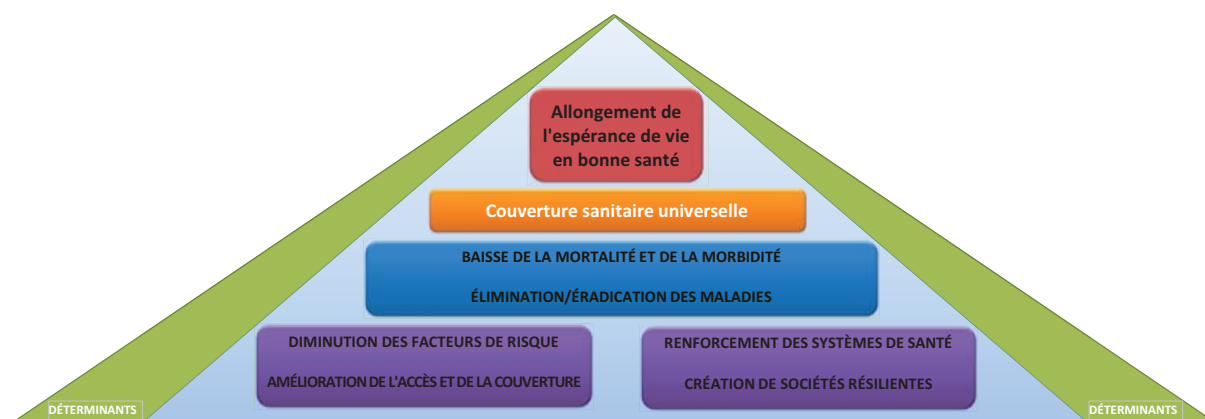 Allongement de
l'espérance de vie
en bonne santé
Couverture sanitaire universelle
BAISSE DE LA MORTALITÉ ET DE LA MORBIDITÉ
ÉLIMINATION/ÉRADICATION DES MALADIES
DIMINUTION DES FACTEURS DE RISQUE
AMÉLIORATION DE L'ACCÈS ET DE LA COUVERTURE
RENFORCEMENT DES SYSTÈMES DE SANTÉ
CRÉATION DE SOCIÉTÉS RÉSILIENTES
DÉTERMINANTS
DÉTERMINANTS